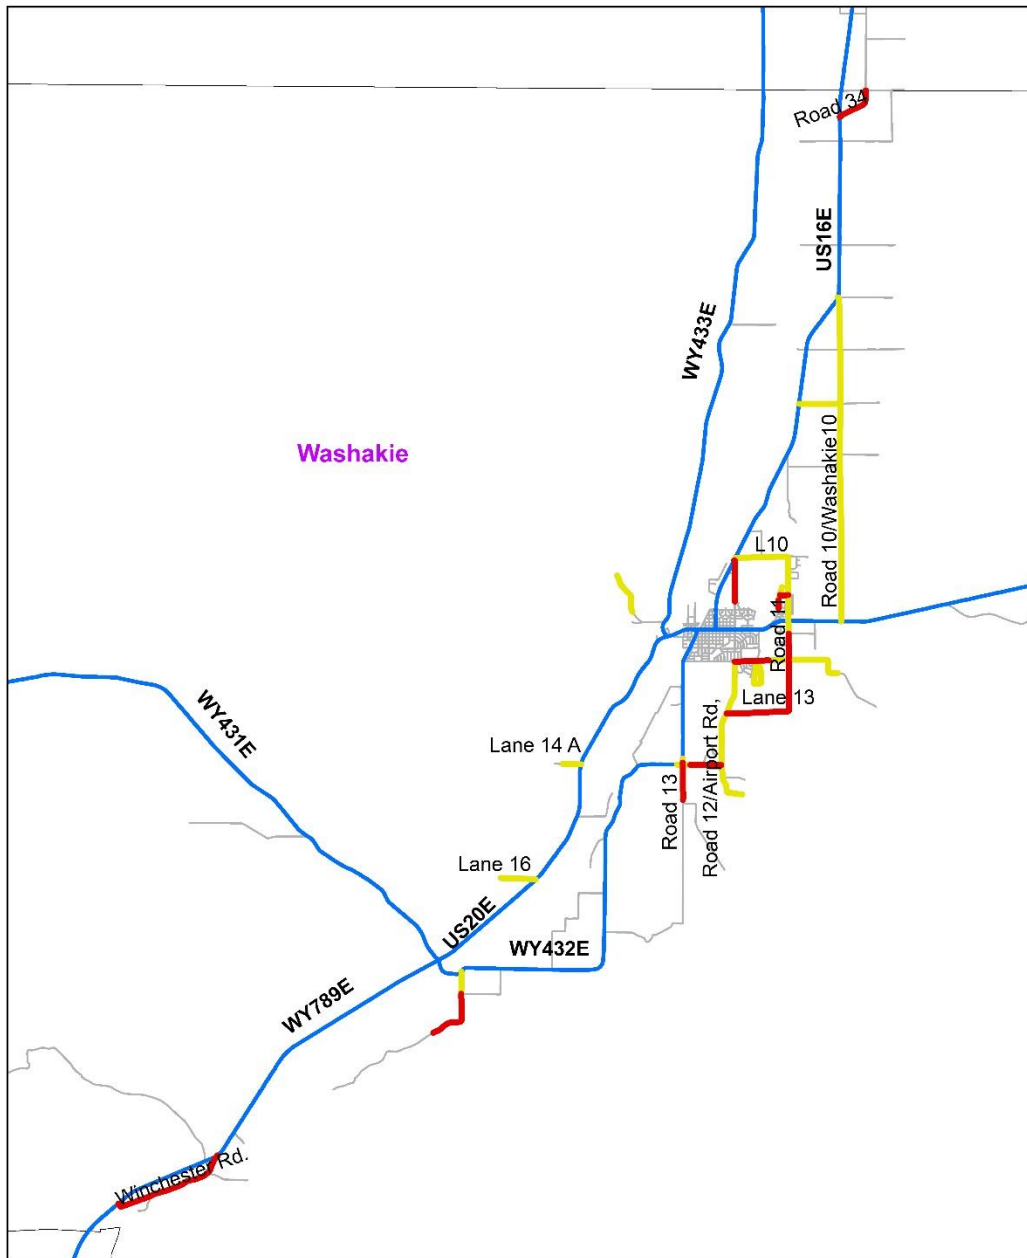 Road 34
US16E
WY433E
Washakie
Road 10/Washakie10
L10
Road 11
WY431E
Lane 13
Lane 14 A
Road 12/Airport Rd,
Road 13
Lane 16
US20E
WY432E
WY789E
Winchester Rd.